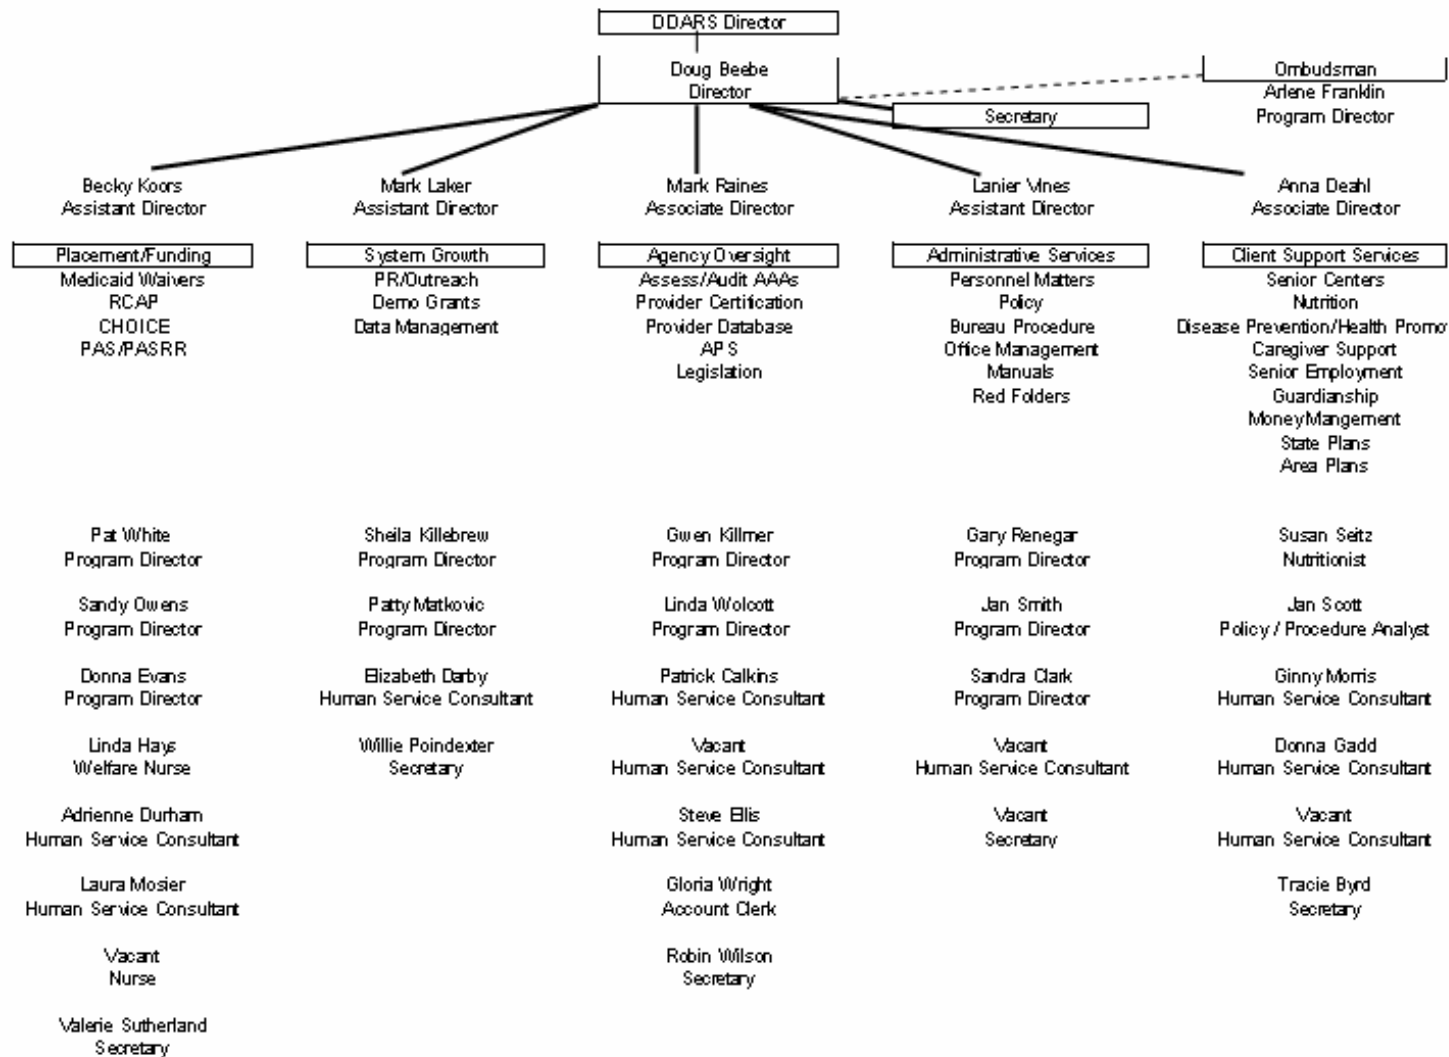 DDARS Director
Doug Beebe
Director
Ombudsman
Arlene Franklin
Program Director
Secretary
Becky Koors
Assistant Director
Mark Laker
Assistant Director
Mark Raines
Associate Director
Lanier Vines
Assistant Director
Anna Deahl
Associate Director
Placement/Funding
Medicaid Waivers
RCAP
CHOICE
PAS/PASRR
System Growth
PR/Outreach
Demo Grants
Data Management
Agency Oversight
Assess/Audit AAAs
Provider Certification
Provider Database
APS
Legislation
Administrative Services
Personnel Matters
Policy
Bureau Procedure
Office Management
Manuals
Red Folders
Client Support Services
Senior Centers
Nutrition
Disease Prevention/Health Promo
Caregiver Support
Senior Employment
Guardianship
Money Mangement
State Plans
Area Plans
Pat White
Program Director
Sandy Owens
Program Director
Donna Evans
Program Director
Linda Hays
Welfare Nurse
Adrienne Durham
Human Service Consultant
Laura Mosier
Human Service Consultant
Vacant
Nurse
Valerie Sutherland
Secretary
Sheila Killebrew
Program Director
Patty Matkovic
Program Director
Elizabeth Darby
Human Service Consultant
Willie Poindexter
Secretary
Gwen Killmer
Program Director
Linda Wolcott
Program Director
Patrick Calkins
Human Service Consultant
Vacant
Human Service Consultant
Steve Ellis
Human Service Consultant
Gloria Wright
Account Clerk
Robin Wilson
Secretary
Gary Renegar
Program Director
Jan Smith
Program Director
Sandra Clark
Program Director
Vacant
Human Service Consultant
Vacant
Secretary
Susan Seitz
Nutritionist
Jan Scott
Policy / Procedure Analyst
Ginny Morris
Human Service Consultant
Donna Gadd
Human Service Consultant
Vacant
Human Service Consultant
Tracie Byrd
Secretary